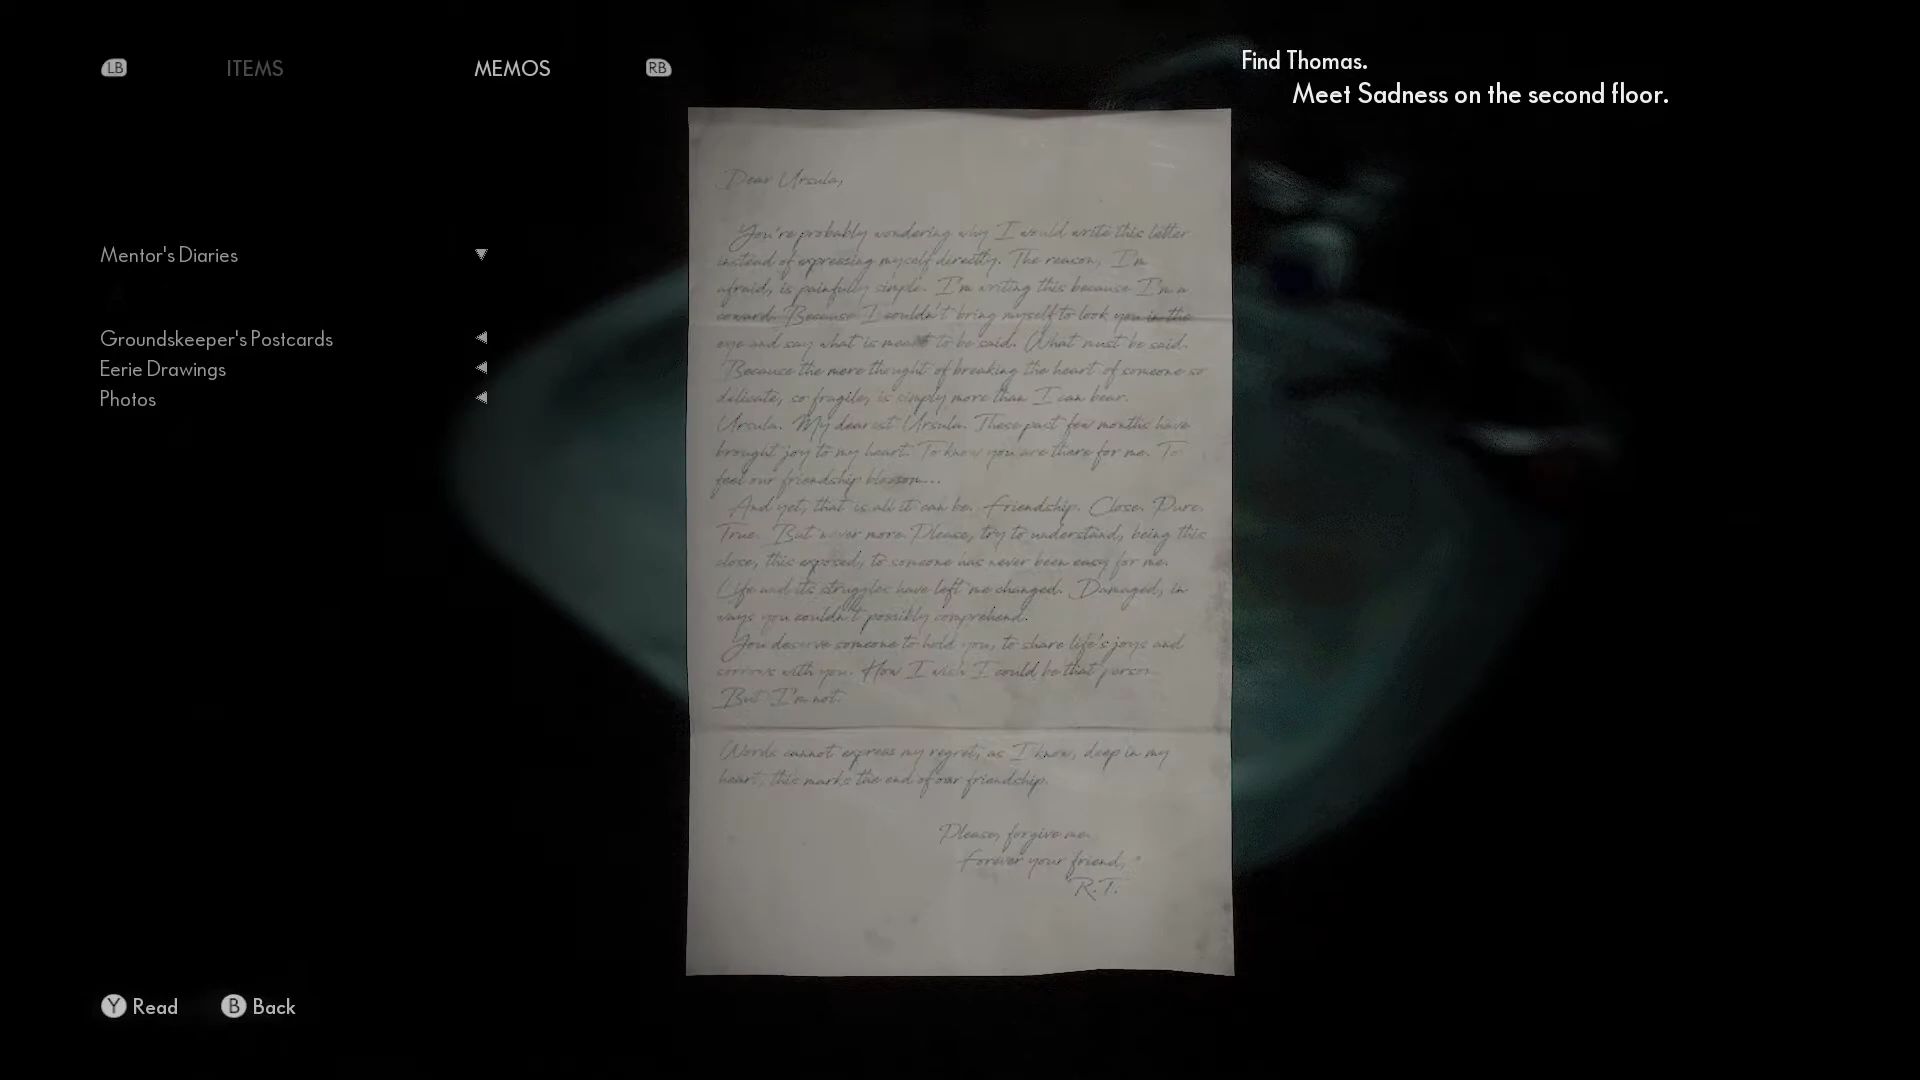 LB
ITEMS
MEMOS
RB
Find Thomas.
Meet Sadness on the second floor.
Mentor's Diaries
Groundskeeper's Postcards
Eerie Drawings
Photos
Dear Ursula,
You're probably wondering why I would write this letter
instead of expressing myself directly. The reason, I'm
afraid, is painfully simple. I'm writing this because I'm a
coward. Because I couldn't bring myself to look you in the
eye and say what is meant to be said. What must be said.
Because the mere thought of breaking the heart of someone so
delicate, so fragile, is simply more than I can bear.
Ursula. My dearest Ursula. These past few months have
brought joy to my heart. To know you are there for me. To
feel our friendship blossom...
And yet, that is all it can be. Friendship. Close. Pure.
True. But never more. Please, try to understand, being this
close, this exposed, to someone has never been easy for me.
Life and its struggles have left me changed. Damaged, in
ways you couldn't possibly comprehend.
You deserve someone to hold you, to share life's joys and
sorrows with you. How I wish I could be that person.
But I'm not.
Words cannot express my regret, as I know, deep in my
heart, this marks the end of our friendship.
Please, forgive me.
Forever your friend,
R.T.
Y Read
B Back